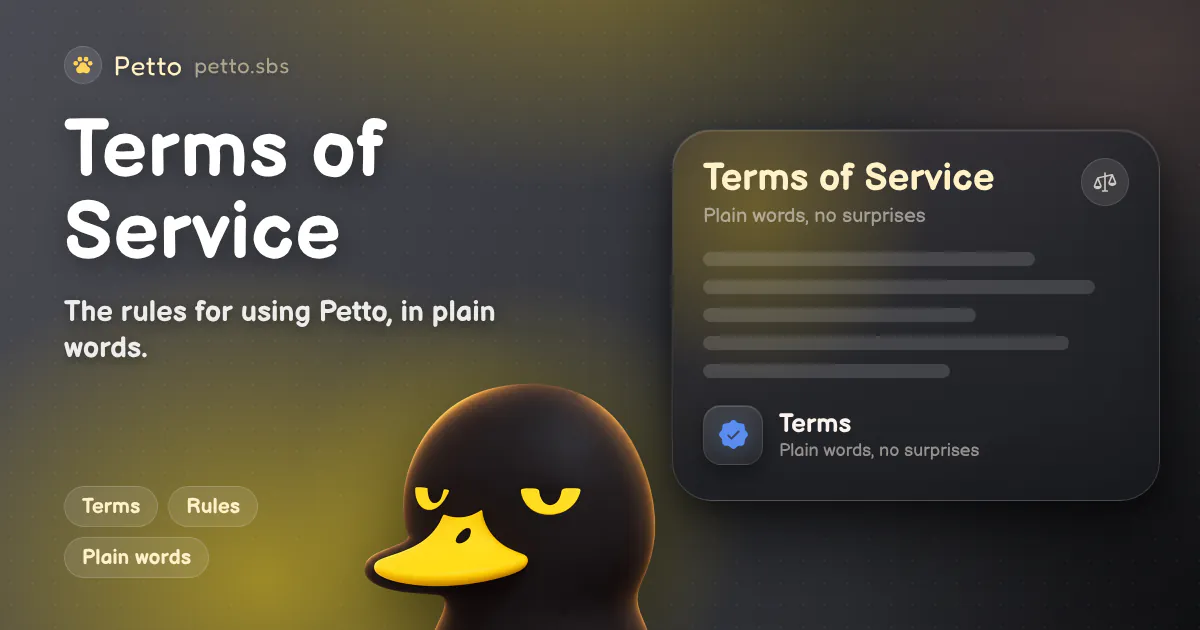 Petto petto.sbs
Terms of
Service
The rules for using Petto, in plain
words.
Terms Rules
Plain words
Terms of Service
Plain words, no surprises
Terms
Plain words, no surprises